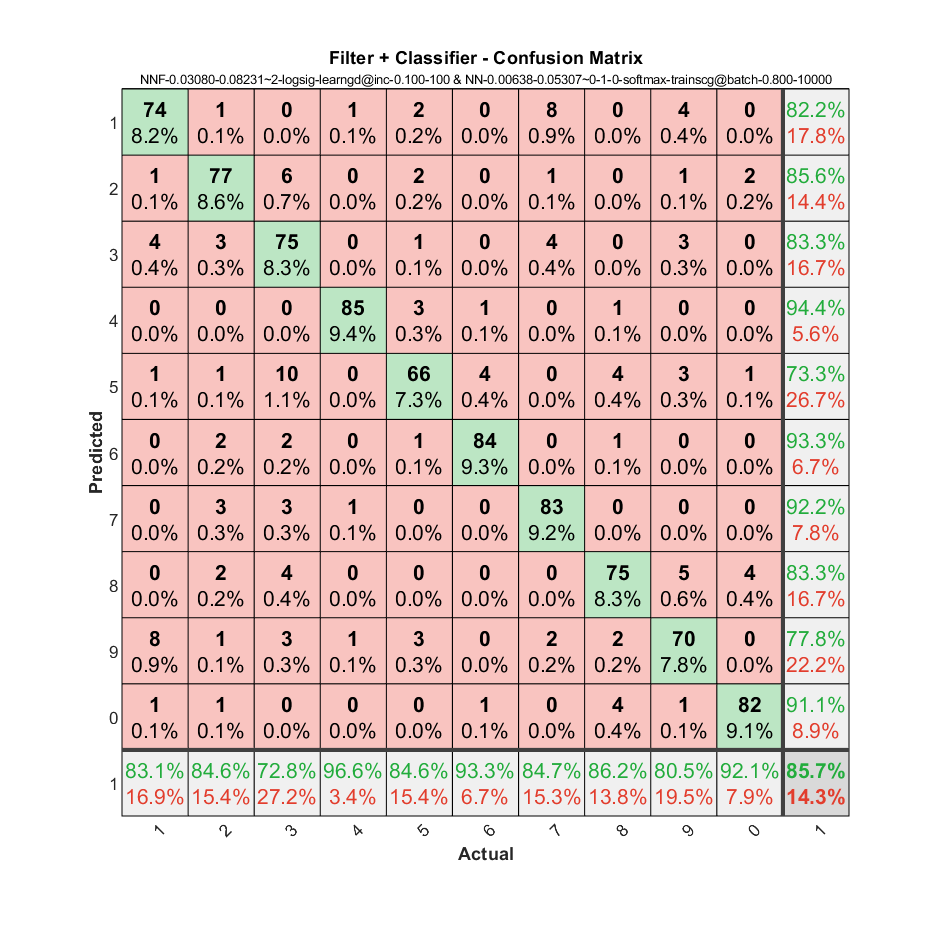 Filter + Classifier - Confusion Matrix
NNF-0.03080-0.08231~2-logsig-learngd@inc-0.100-100 & NN-0.00638-0.05307~0-1-0-softmax-trainscg@batch-0.800-10000
74 1 0 1 2 0 8 0 4 0 82.2%
1
8.2% 0.1% 0.0% 0.1% 0.2% 0.0% 0.9% 0.0% 0.4% 0.0% 17.8%
1 77 6 0 2 0 1 0 1 2 85.6%
2
0.1% 8.6% 0.7% 0.0% 0.2% 0.0% 0.1% 0.0% 0.1% 0.2% 14.4%
4 3 75 0 1 0 4 0 3 0 83.3%
3
0.4% 0.3% 8.3% 0.0% 0.1% 0.0% 0.4% 0.0% 0.3% 0.0% 16.7%
0 0 0 85 3 1 0 1 0 0 94.4%
4
0.0% 0.0% 0.0% 9.4% 0.3% 0.1% 0.0% 0.1% 0.0% 0.0% 5.6%
1 1 10 0 66 4 0 4 3 1 73.3%
5
0.1% 0.1% 1.1% 0.0% 7.3% 0.4% 0.0% 0.4% 0.3% 0.1% 26.7%
0 2 2 0 1 84 0 1 0 0 93.3%
6
0.0% 0.2% 0.2% 0.0% 0.1% 9.3% 0.0% 0.1% 0.0% 0.0% 6.7%
Predicted
0 3 3 1 0 0 83 0 0 0 92.2%
7
0.0% 0.3% 0.3% 0.1% 0.0% 0.0% 9.2% 0.0% 0.0% 0.0% 7.8%
0 2 4 0 0 0 0 75 5 4 83.3%
8
0.0% 0.2% 0.4% 0.0% 0.0% 0.0% 0.0% 8.3% 0.6% 0.4% 16.7%
8 1 3 1 3 0 2 2 70 0 77.8%
9
0.9% 0.1% 0.3% 0.1% 0.3% 0.0% 0.2% 0.2% 7.8% 0.0% 22.2%
1 1 0 0 0 1 0 4 1 82 91.1%
0
0.1% 0.1% 0.0% 0.0% 0.0% 0.1% 0.0% 0.4% 0.1% 9.1% 8.9%
83.1% 84.6% 72.8% 96.6% 84.6% 93.3% 84.7% 86.2% 80.5% 92.1% 85.7%
1
16.9% 15.4% 27.2% 3.4% 15.4% 6.7% 15.3% 13.8% 19.5% 7.9% 14.3%
1 2 3 4 5 6 7 8 9 0 1
Actual